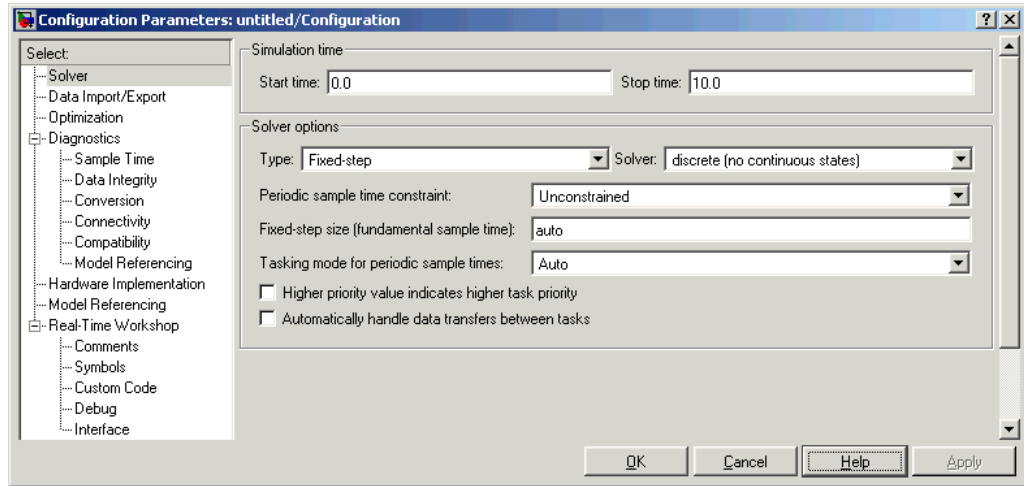 Configuration Parameters: untitled/Configuration
Select:
Solver
Data Import/Export
Optimization
Diagnostics
Sample Time
Data Integrity
Conversion
Connectivity
Compatibility
Model Referencing
Hardware Implementation
Model Referencing
Real-Time Workshop
Comments
Symbols
Custom Code
Debug
Interface
Simulation time
Start time: 0.0 Stop time: 10.0
Solver options
Type: Fixed-step Solver: discrete (no continuous states)
Periodic sample time constraint: Unconstrained
Fixed-step size (fundamental sample time): auto
Tasking mode for periodic sample times: Auto
Higher priority value indicates higher task priority
Automatically handle data transfers between tasks
OK Cancel Help Apply